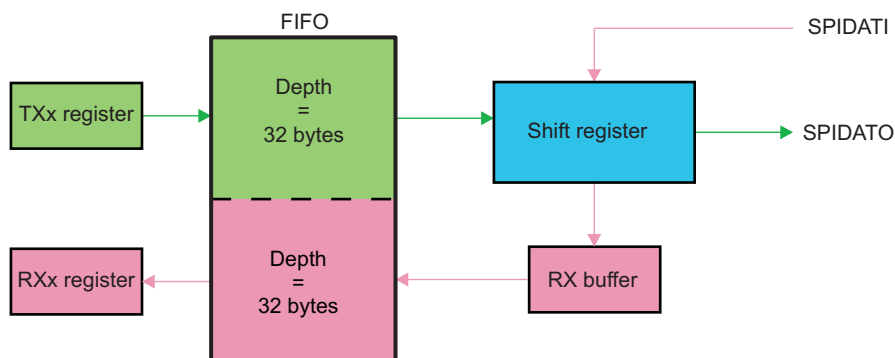 FIFO
SPIDATI
Depth
=
32 bytes
TXx register
Shift register
SPIDATO
Depth
=
32 bytes
RXx register
RX buffer